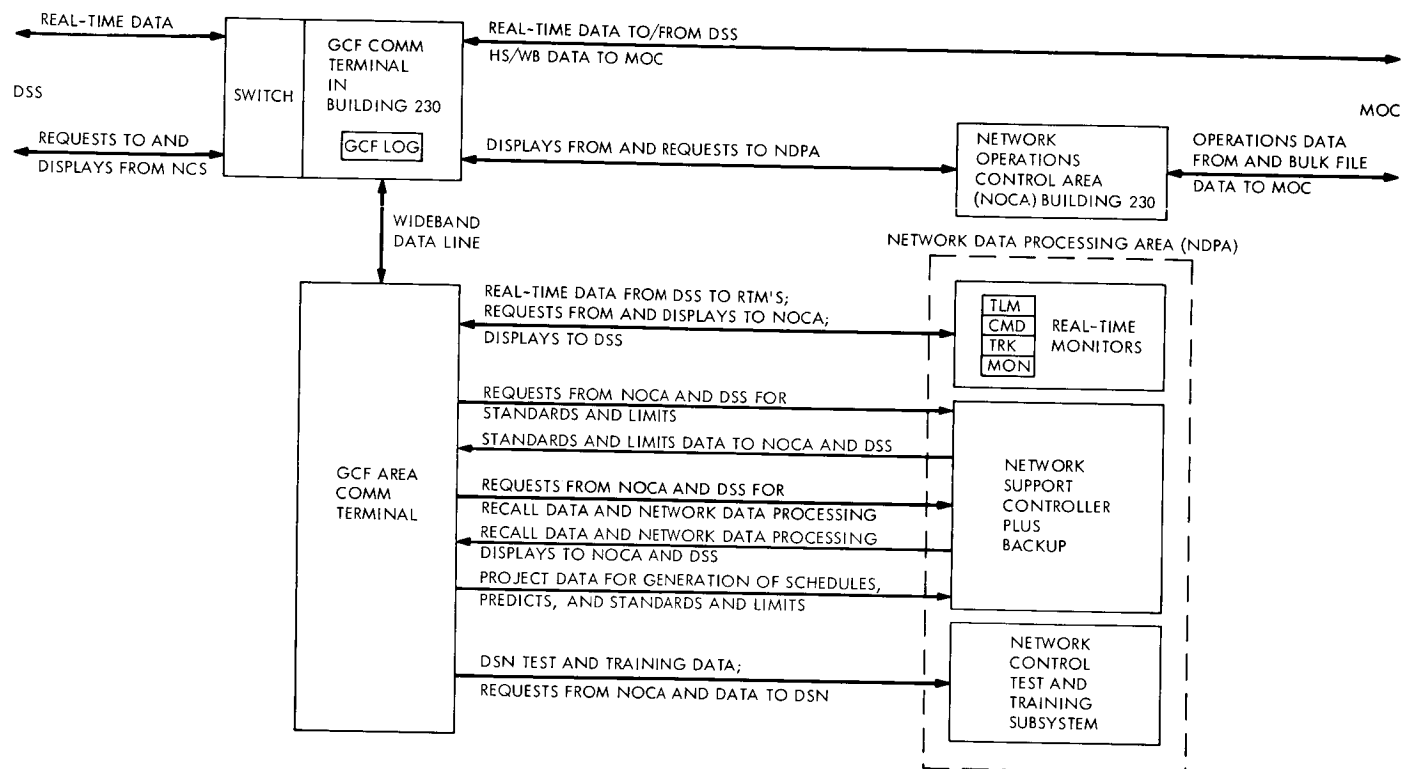 REAL-TIME DATA
DSS
REQUESTS TO AND
DISPLAYS FROM NCS
SWITCH
GCF COMM
TERMINAL
IN
BUILDING 230
GCF LOG
REAL-TIME DATA TO/FROM DSS
HS/WB DATA TO MOC
MOC
DISPLAYS FROM AND REQUESTS TO NDPA
NETWORK
OPERATIONS
CONTROL AREA
(NOCA) BUILDING 230
OPERATIONS DATA
FROM AND BULK FILE
DATA TO MOC
WIDEBAND
DATA LINE
NETWORK DATA PROCESSING AREA (NDPA)
GCF AREA
COMM
TERMINAL
REAL-TIME DATA FROM DSS TO RTM'S;
REQUESTS FROM AND DISPLAYS TO NOCA;
DISPLAYS TO DSS
TLM
CMD
TRK
MON
REAL-TIME
MONITORS
REQUESTS FROM NOCA AND DSS FOR
STANDARDS AND LIMITS
STANDARDS AND LIMITS DATA TO NOCA AND DSS
REQUESTS FROM NOCA AND DSS FOR
RECALL DATA AND NETWORK DATA PROCESSING
RECALL DATA AND NETWORK DATA PROCESSING
DISPLAYS TO NOCA AND DSS
PROJECT DATA FOR GENERATION OF SCHEDULES,
PREDICTS, AND STANDARDS AND LIMITS
NETWORK
SUPPORT
CONTROLLER
PLUS
BACKUP
DSN TEST AND TRAINING DATA;
REQUESTS FROM NOCA AND DATA TO DSN
NETWORK
CONTROL
TEST AND
TRAINING
SUBSYSTEM